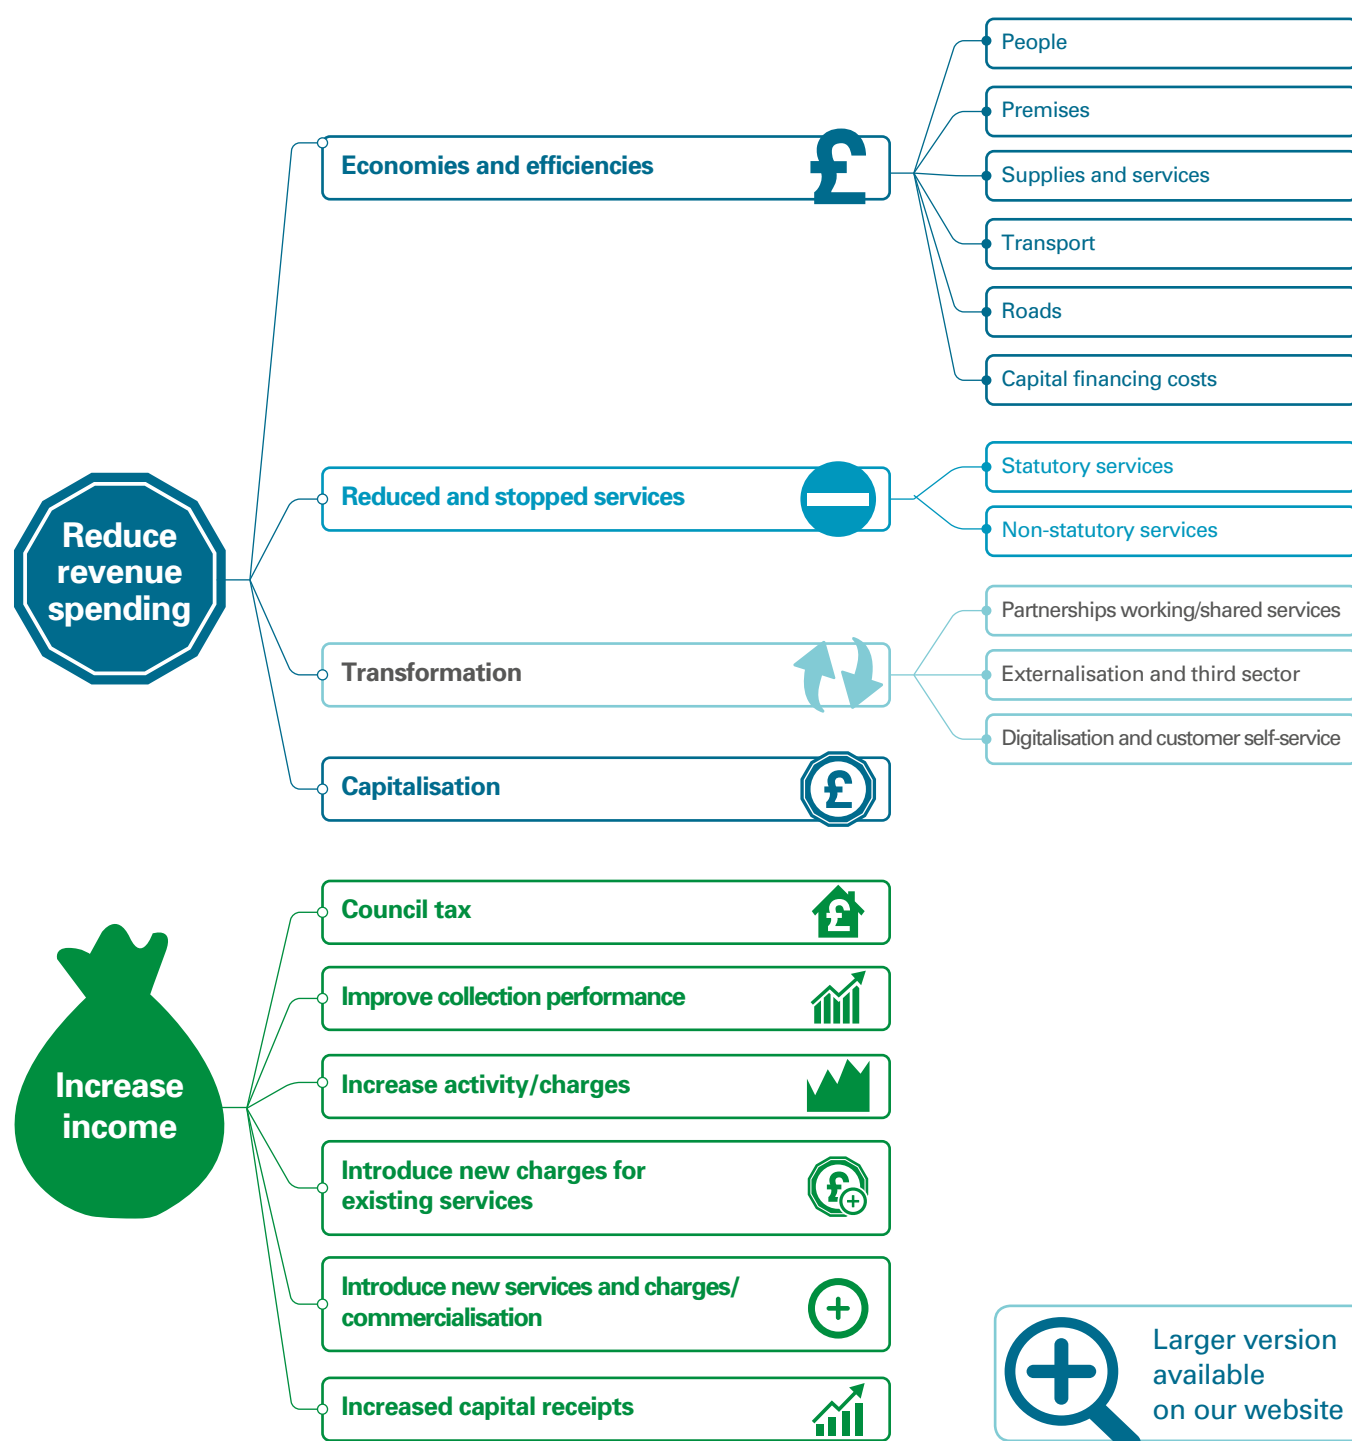 Reduce
revenue
spending
Economies and efficiencies
£
People
Premises
Supplies and services
Transport
Roads
Capital financing costs
Reduced and stopped services
Statutory services
Non-statutory services
Transformation
Partnerships working/shared services
Externalisation and third sector
Digitalisation and customer self-service
Capitalisation
£
Increase
income
Council tax
£
Improve collection performance
Increase activity/charges
Introduce new charges for
existing services
£
Introduce new services and charges/
commercialisation
Increased capital receipts
Larger version
available
on our website